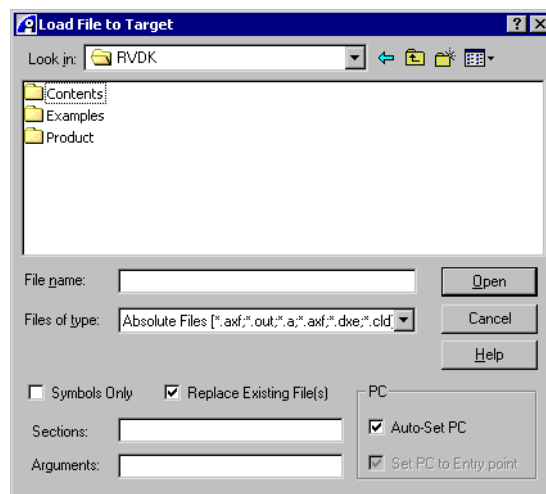 Load File to Target
Look in: RVDK
Contents
Examples
Product
File name:
Open
Files of type: Absolute Files [*.axf;*.out;*.a;*.axf;*.dxe;*.cld]
Cancel
Help
Symbols Only Replace Existing File(s) PC
Sections: Auto-Set PC
Arguments: Set PC to Entry point